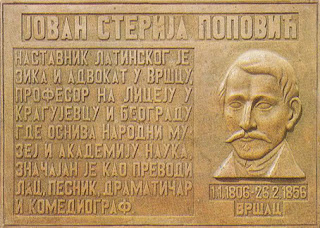 ЈОВАН СТЕРИЈА ПОПОВИЋ
НАСТАВНИК ЛАТИНСКОГ ЈЕ
ЗИКА И АДВОКАТ У ВРШЦУ,
ПРОФЕСОР НА ЛИЦЕЈУ У
КРАГУЈЕВЦУ И БЕОГРАДУ
ГДЕ ОСНИВА НАРОДНИ МУ
ЗЕЈ И АКАДЕМИЈУ НАУКА.
ЗНАЧАЈАН ЈЕ КАО ПРЕВОДИ
ЛАЦ, ПЕСНИК, ДРАМАТИЧАР
И КОМЕДИОГРАФ.
1.1.1806-26.2.1856
ВРШАЦ